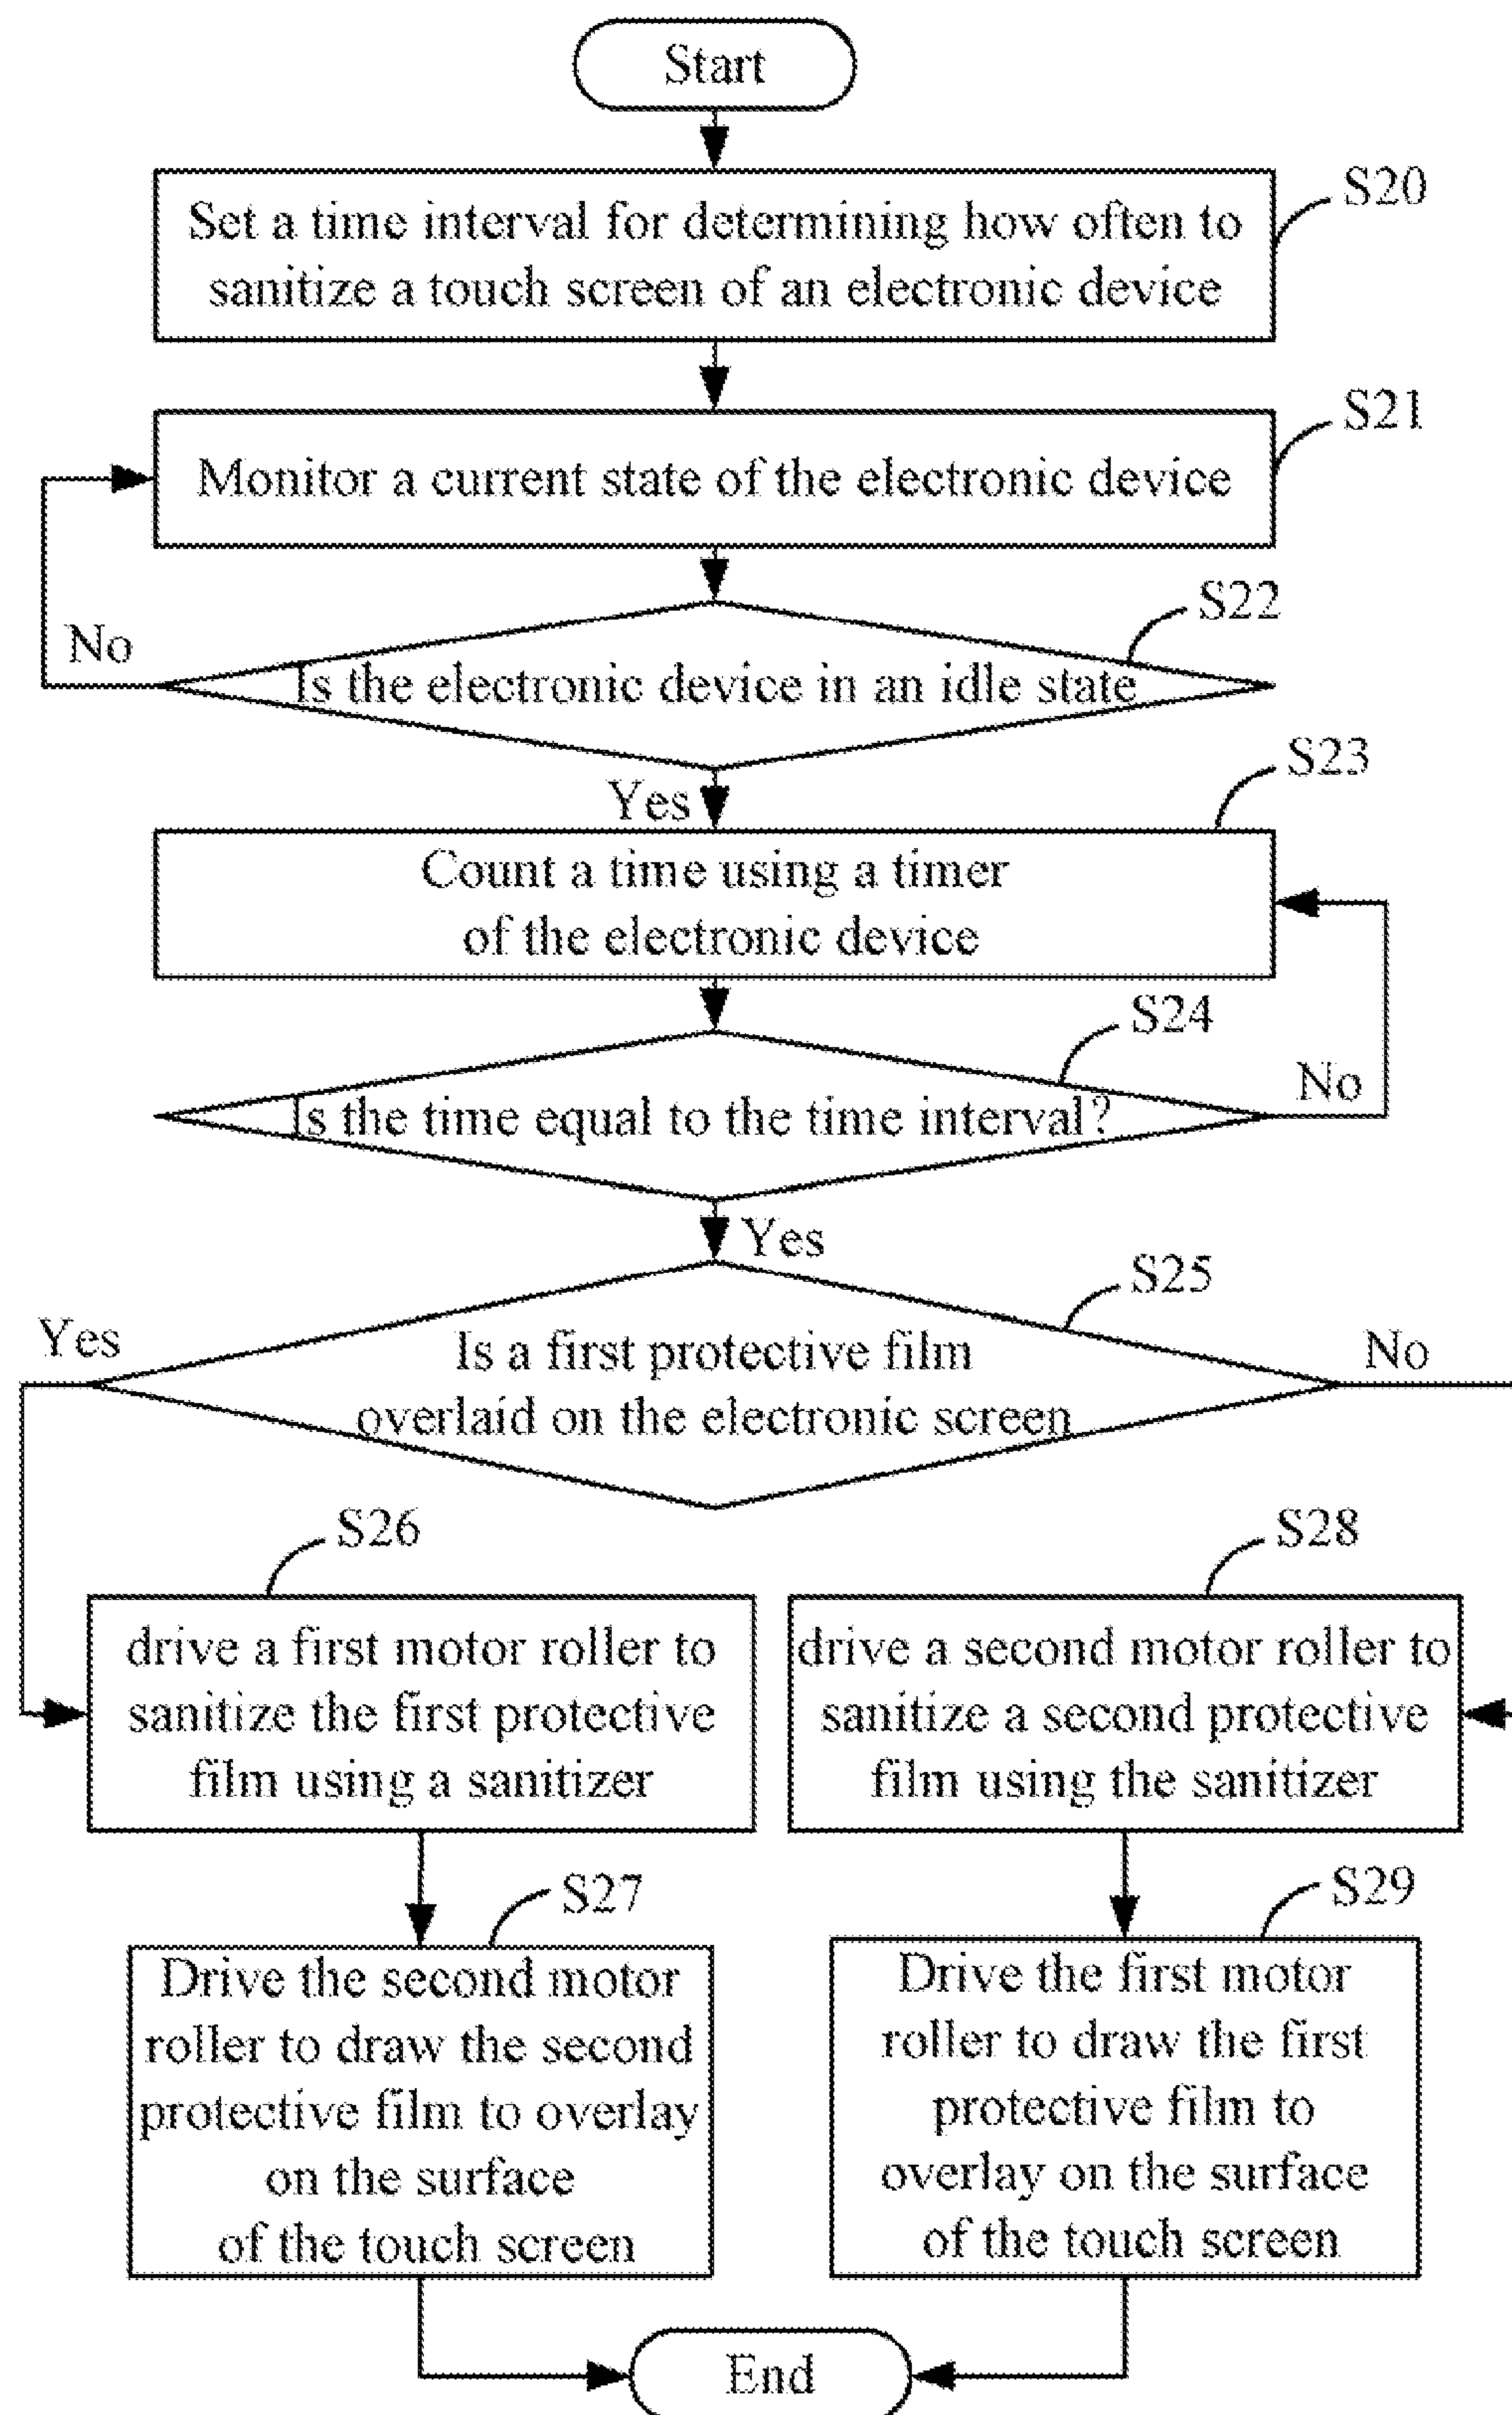 Start
S20
Set a time interval for determining how often to
sanitize a touch screen of an electronic device
S21
Monitor a current state of the electronic device
S22
No
Is the electronic device in an idle state
S23
Yes
Count a time using a timer
of the electronic device
S24
No
Is the time equal to the time interval?
Yes
S25
Yes
No
Is a first protective film
overlaid on the electronic screen
S26
drive a first motor roller to
sanitize the first protective
film using a sanitizer
S28
drive a second motor roller to
sanitize a second protective
film using the sanitizer
S27
Drive the second motor
roller to draw the second
protective film to overlay
on the surface
of the touch screen
S29
Drive the first motor
roller to draw the first
protective film to
overlay on the surface
of the touch screen
End